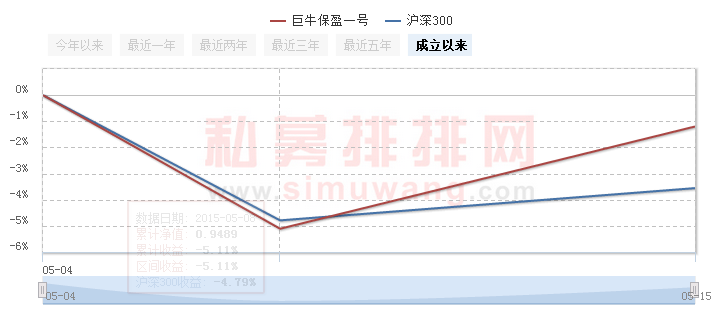 巨牛保盈一号 沪深300
今年以来 最近一年 最近两年 最近三年 最近五年 成立以来
0%
-1%
-2%
-3%
-4%
-5%
-6%
私募排排网
www.simuwang.com
数据日期: 2015-05-08
累计净值: 0.9489
累计收益: -5.11%
区间收益: -5.11%
沪深300收益: -4.79%
05-04
05-04
05-15